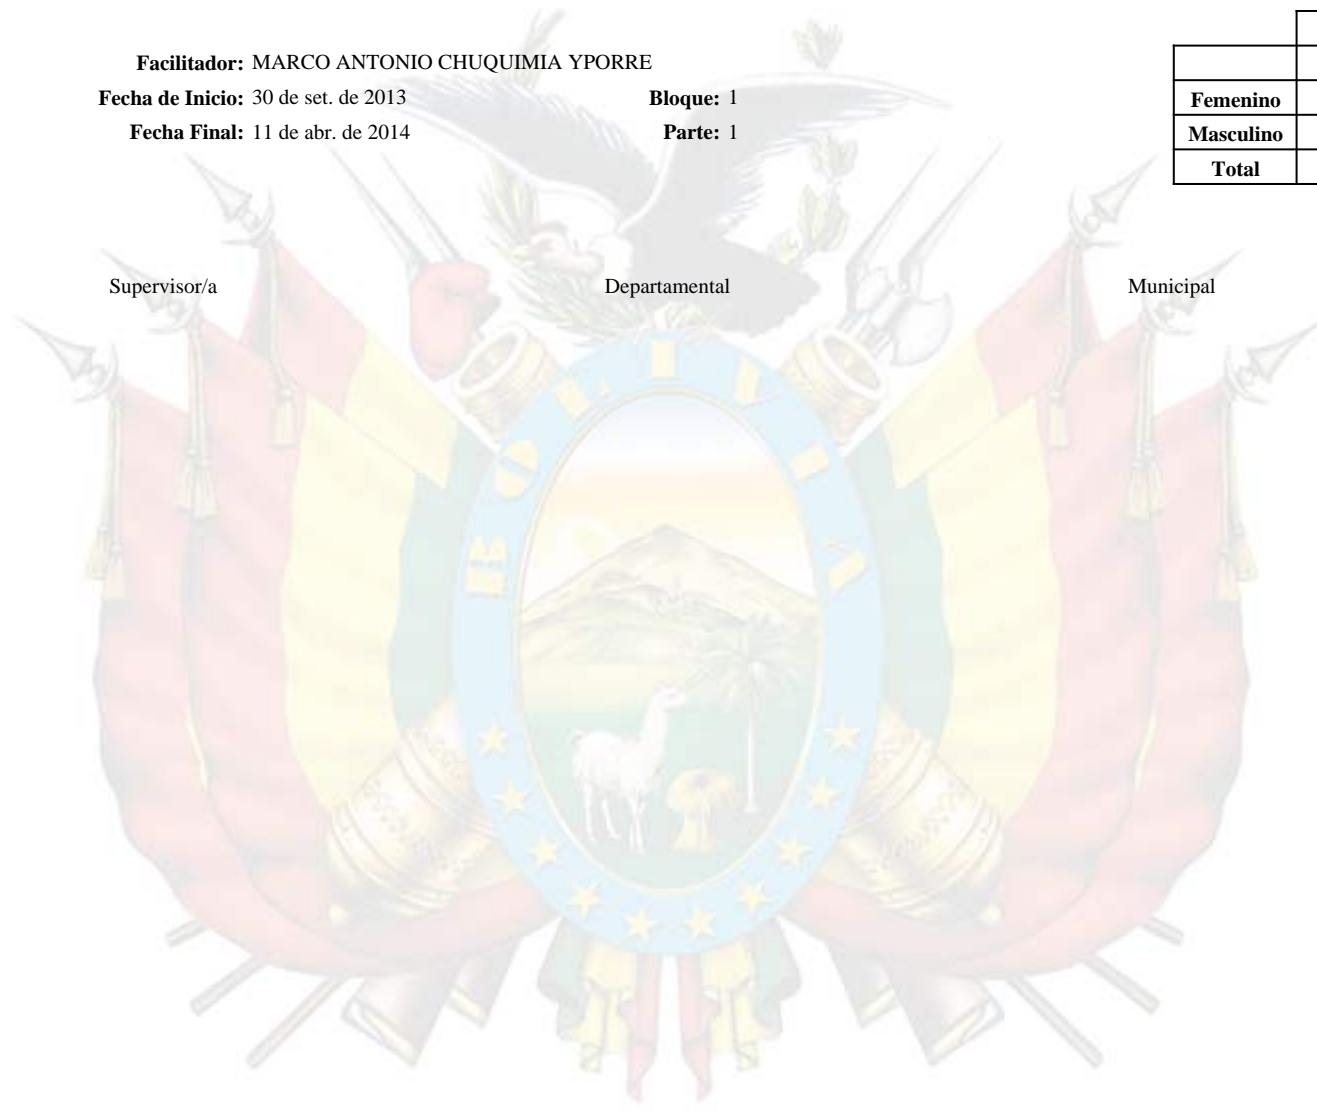 Facilitador: MARCO ANTONIO CHUQUIMIA YPORRE
Fecha de Inicio: 30 de set. de 2013 Bloque: 1
Femenino
Fecha Final: 11 de abr. de 2014 Parte: 1
Masculino
Total
Supervisor/a Departamental Municipal
BOLIVIA